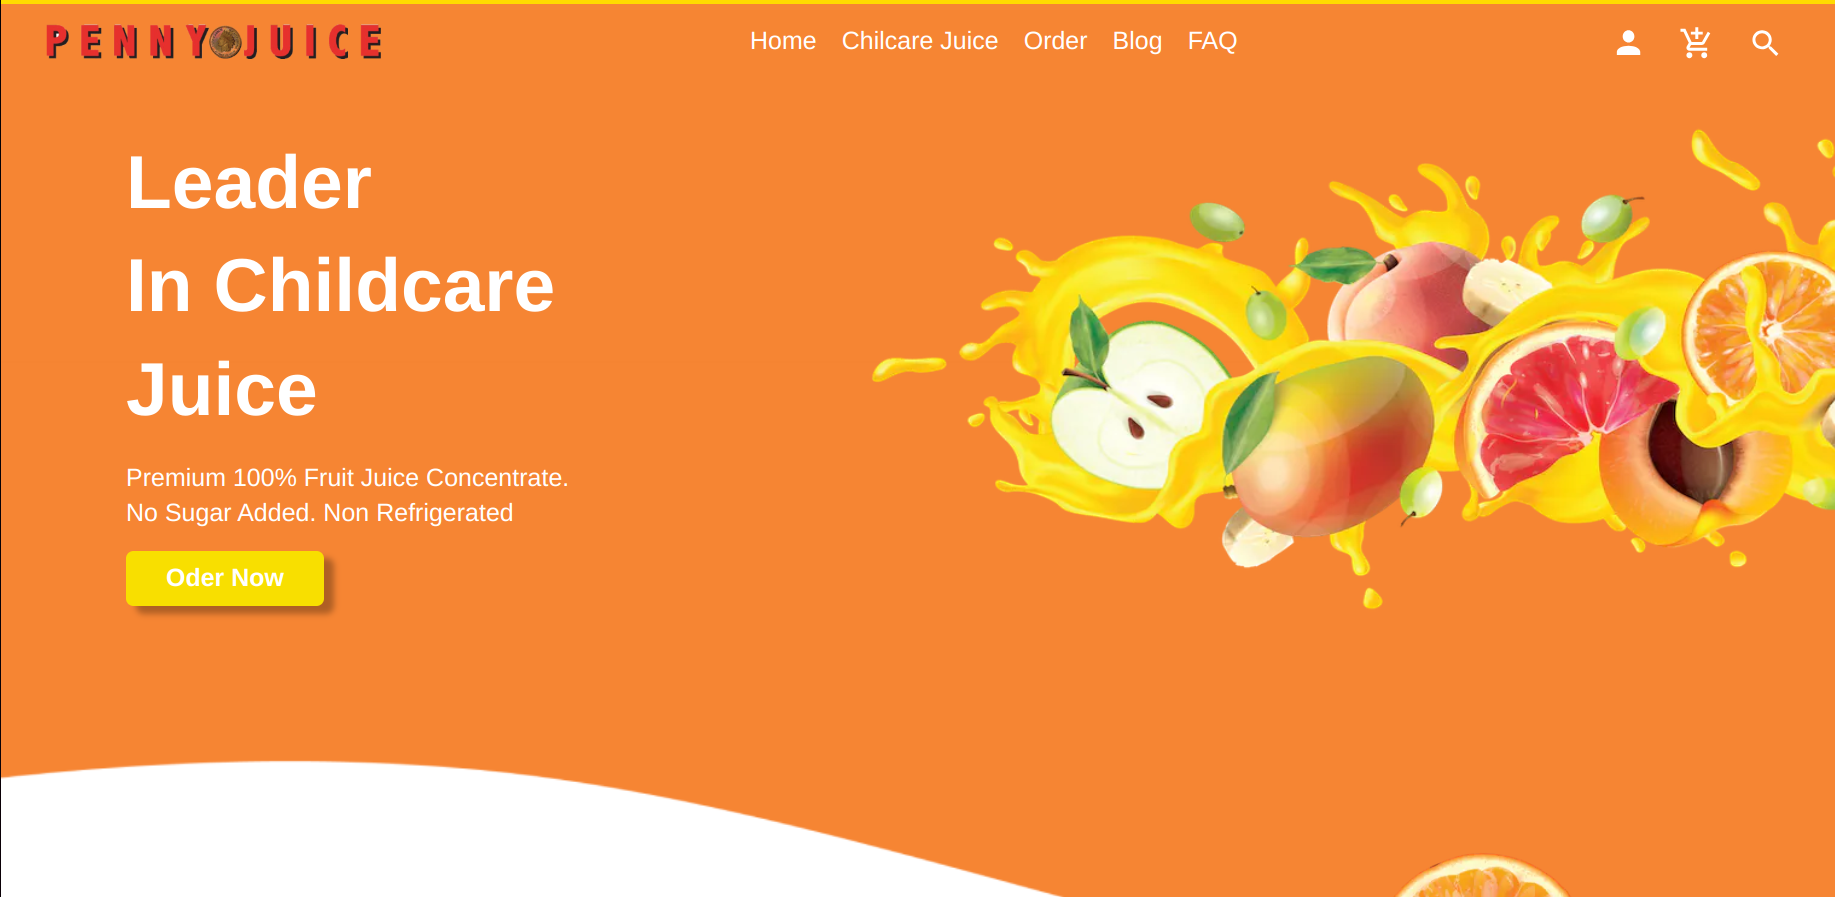 PENNY JUICE
Home Chilcare Juice Order Blog FAQ
Leader
In Childcare
Juice
Premium 100% Fruit Juice Concentrate.
No Sugar Added. Non Refrigerated
Oder Now